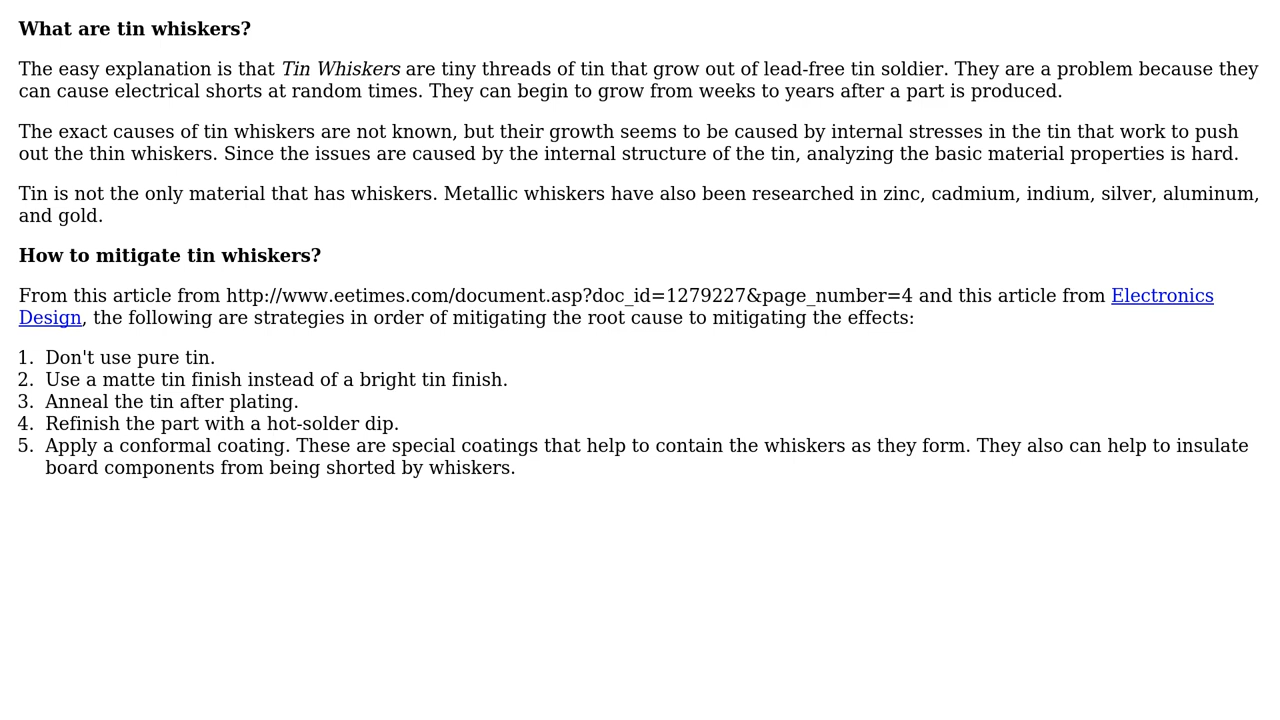 What are tin whiskers?
The easy explanation is that Tin Whiskers are tiny threads of tin that grow out of lead-free tin soldier. They are a problem because they
can cause electrical shorts at random times. They can begin to grow from weeks to years after a part is produced.
The exact causes of tin whiskers are not known, but their growth seems to be caused by internal stresses in the tin that work to push
out the thin whiskers. Since the issues are caused by the internal structure of the tin, analyzing the basic material properties is hard.
Tin is not the only material that has whiskers. Metallic whiskers have also been researched in zinc, cadmium, indium, silver, aluminum,
and gold.
How to mitigate tin whiskers?
From this article from http://www.eetimes.com/document.asp?doc_id=1279227&page_number=4 and this article from Electronics
Design, the following are strategies in order of mitigating the root cause to mitigating the effects:
1. Don't use pure tin.
2. Use a matte tin finish instead of a bright tin finish.
3. Anneal the tin after plating.
4. Refinish the part with a hot-solder dip.
5. Apply a conformal coating. These are special coatings that help to contain the whiskers as they form. They also can help to insulate
board components from being shorted by whiskers.